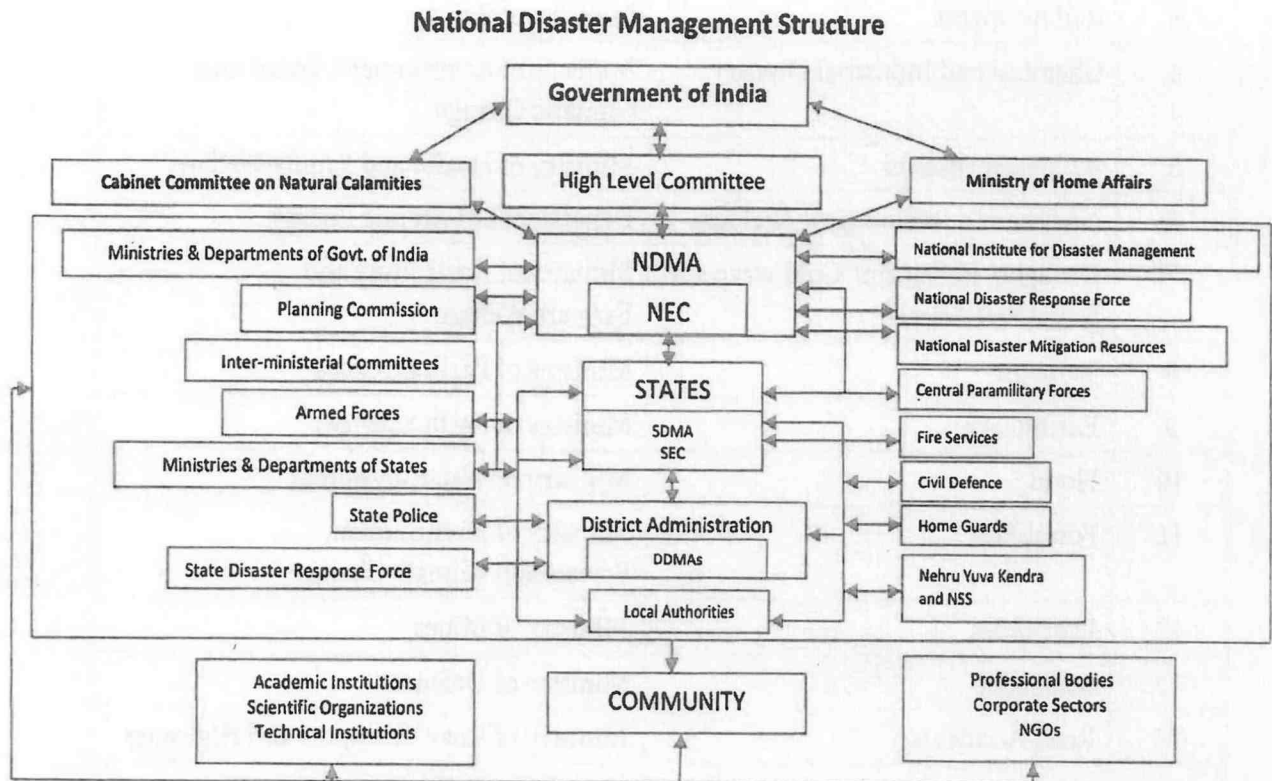 National Disaster Management Structure
Government of India
Cabinet Committee on Natural Calamities
High Level Committee
Ministry of Home Affairs
Ministries & Departments of Govt. of India
NDMA
National Institute for Disaster Management
Planning Commission
NEC
National Disaster Response Force
Inter-ministerial Committees
National Disaster Mitigation Resources
STATES
Central Paramilitary Forces
Armed Forces
SDMA
SEC
Fire Services
Ministries & Departments of States
Civil Defence
State Police
District Administration
Home Guards
State Disaster Response Force
DDMAs
Nehru Yuva Kendra
and NSS
Local Authorities
Academic Institutions
Scientific Organizations
Technical Institutions
COMMUNITY
Professional Bodies
Corporate Sectors
NGOs